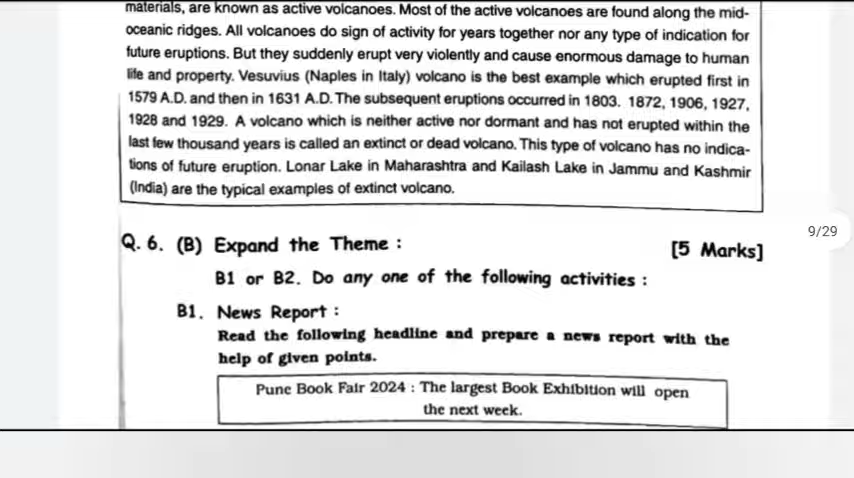 materials, are known as active volcanoes. Most of the active volcanoes are found along the mid-
oceanic ridges. All volcanoes do sign of activity for years together nor any type of indication for
future eruptions. But they suddenly erupt very violently and cause enormous damage to human
life and property. Vesuvius (Naples in Italy) volcano is the best example which erupted first in
1579 A.D. and then in 1631 A.D. The subsequent eruptions occurred in 1803. 1872, 1906, 1927,
1928 and 1929. A volcano which is neither active nor dormant and has not erupted within the
last few thousand years is called an extinct or dead volcano. This type of volcano has no indica-
tions of future eruption. Lonar Lake in Maharashtra and Kailash Lake in Jammu and Kashmir
(India) are the typical examples of extinct volcano.
9/29
Q. 6. (B) Expand the Theme : [5 Marks]
B1 or B2. Do any one of the following activities :
B1. News Report :
Read the following headline and prepare a news report with the
help of given points.
Pune Book Fair 2024 : The largest Book Exhibition will open
the next week.